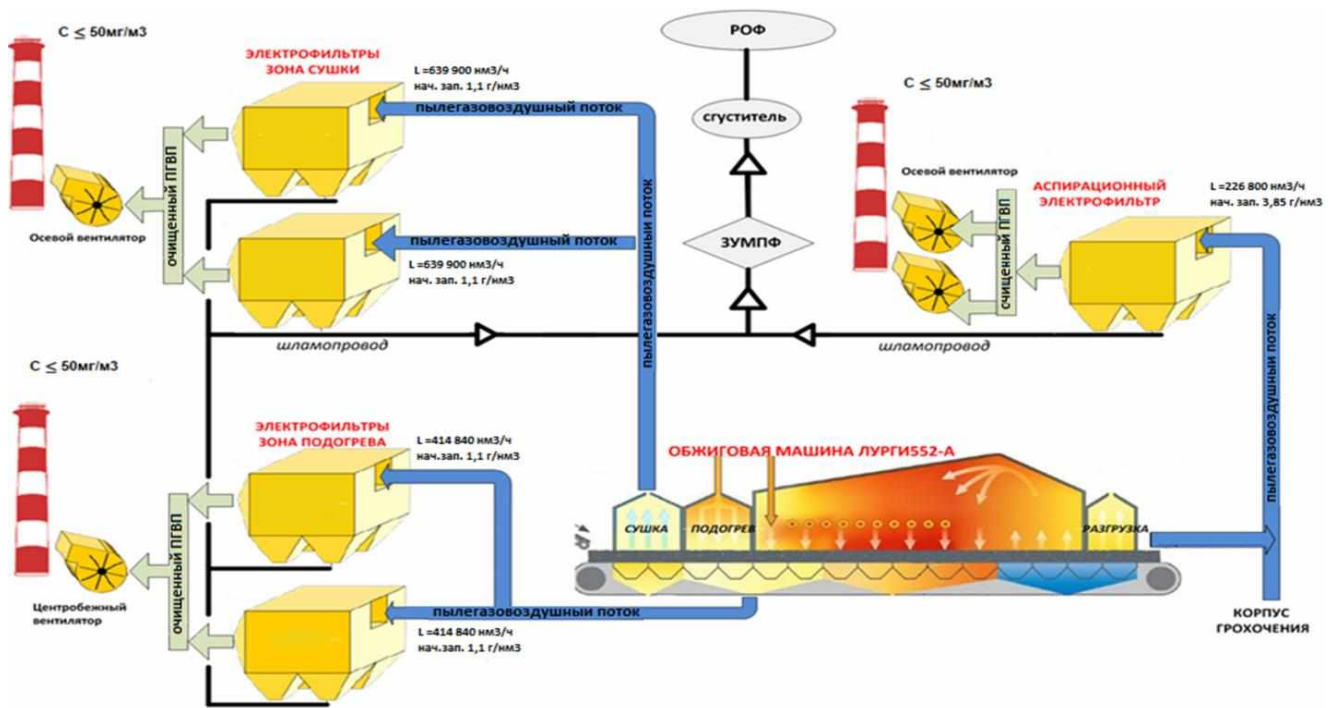 C ≤ 50мг/м3
ЭЛЕКТРОФИЛЬТРЫ
ЗОНА СУШКИ
L =639 900 нм3/ч
нач. зап. 1,1 г/нм3
пылегазовоздушный поток
очищенный ПГВП
Осевой вентилятор
пылегазовоздушный поток
L =639 900 нм3/ч
нач. зап. 1,1 г/нм3
пылегазовоздушный поток
шламопровод
РОФ
сгуститель
ЗУМПФ
C ≤ 50мг/м3
Осевой вентилятор
АСПИРАЦИОННЫЙ
ЭЛЕКТРОФИЛЬТР
L =226 800 нм3/ч
нач. зап. 3,85 г/нм3
счищенный ПГВП
шламопровод
пылегазовоздушный поток
C ≤ 50мг/м3
ЭЛЕКТРОФИЛЬТРЫ
ЗОНА ПОДОГРЕВА
L =414 840 нм3/ч
нач.зап. 1,1 г/нм3
очищенный ПГВП
Центробежный
вентилятор
пылегазовоздушный поток
L =414 840 нм3/ч
нач.зап. 1,1 г/нм3
ОБЖИГОВАЯ МАШИНА ЛУРГИ552-А
СУШКА
ПОДОГРЕВ
РАЗГРУЗКА
КОРПУС
ГРОХОЧЕНИЯ